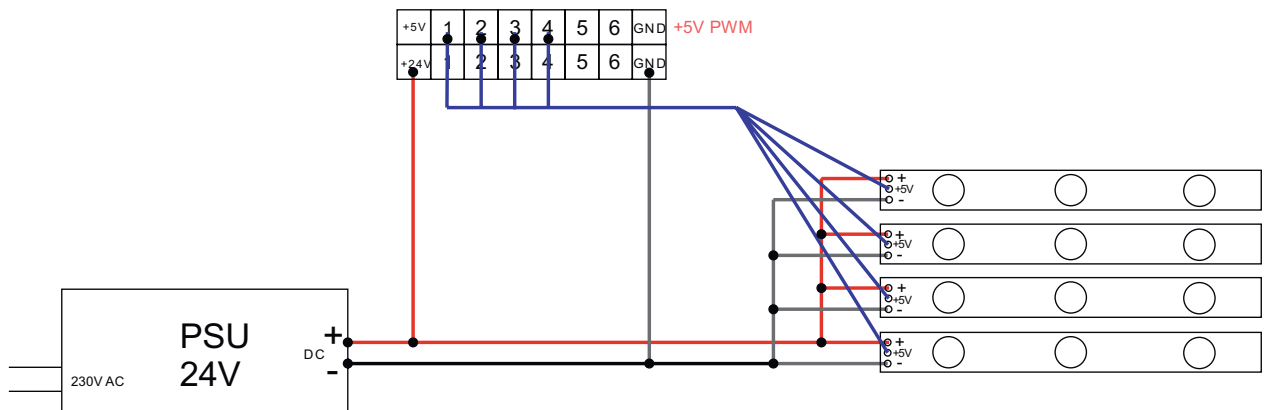 +5V 1 2 3 4 5 6 GND +5V PWM
+24V 1 2 3 4 5 6 GND
+
+5V
-
+
+5V
-
+
+5V
-
+
+5V
-
PSU
24V
230V AC
DC
+
-